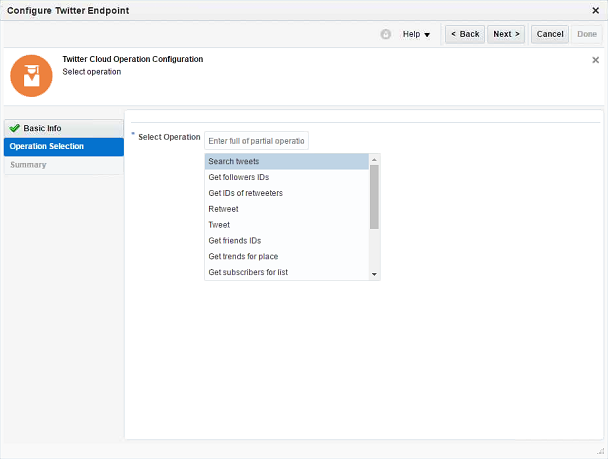 Configure Twitter Endpoint
Help
< Back
Next >
Cancel
Done
Twitter Cloud Operation Configuration
Select operation
Basic Info
Operation Selection
Summary
* Select Operation
Enter full of partial operatio
Search tweets
Get followers IDs
Get IDs of retweeters
Retweet
Tweet
Get friends IDs
Get trends for place
Get subscribers for list